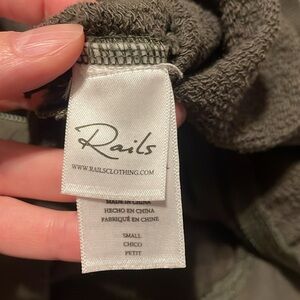 Rails
WWW.RAILSCLOTHING.COM
MADE IN CHINA
HECHO EN CHINA
FABRIQUÉ EN CHINE
SMALL
CHICO
PETIT